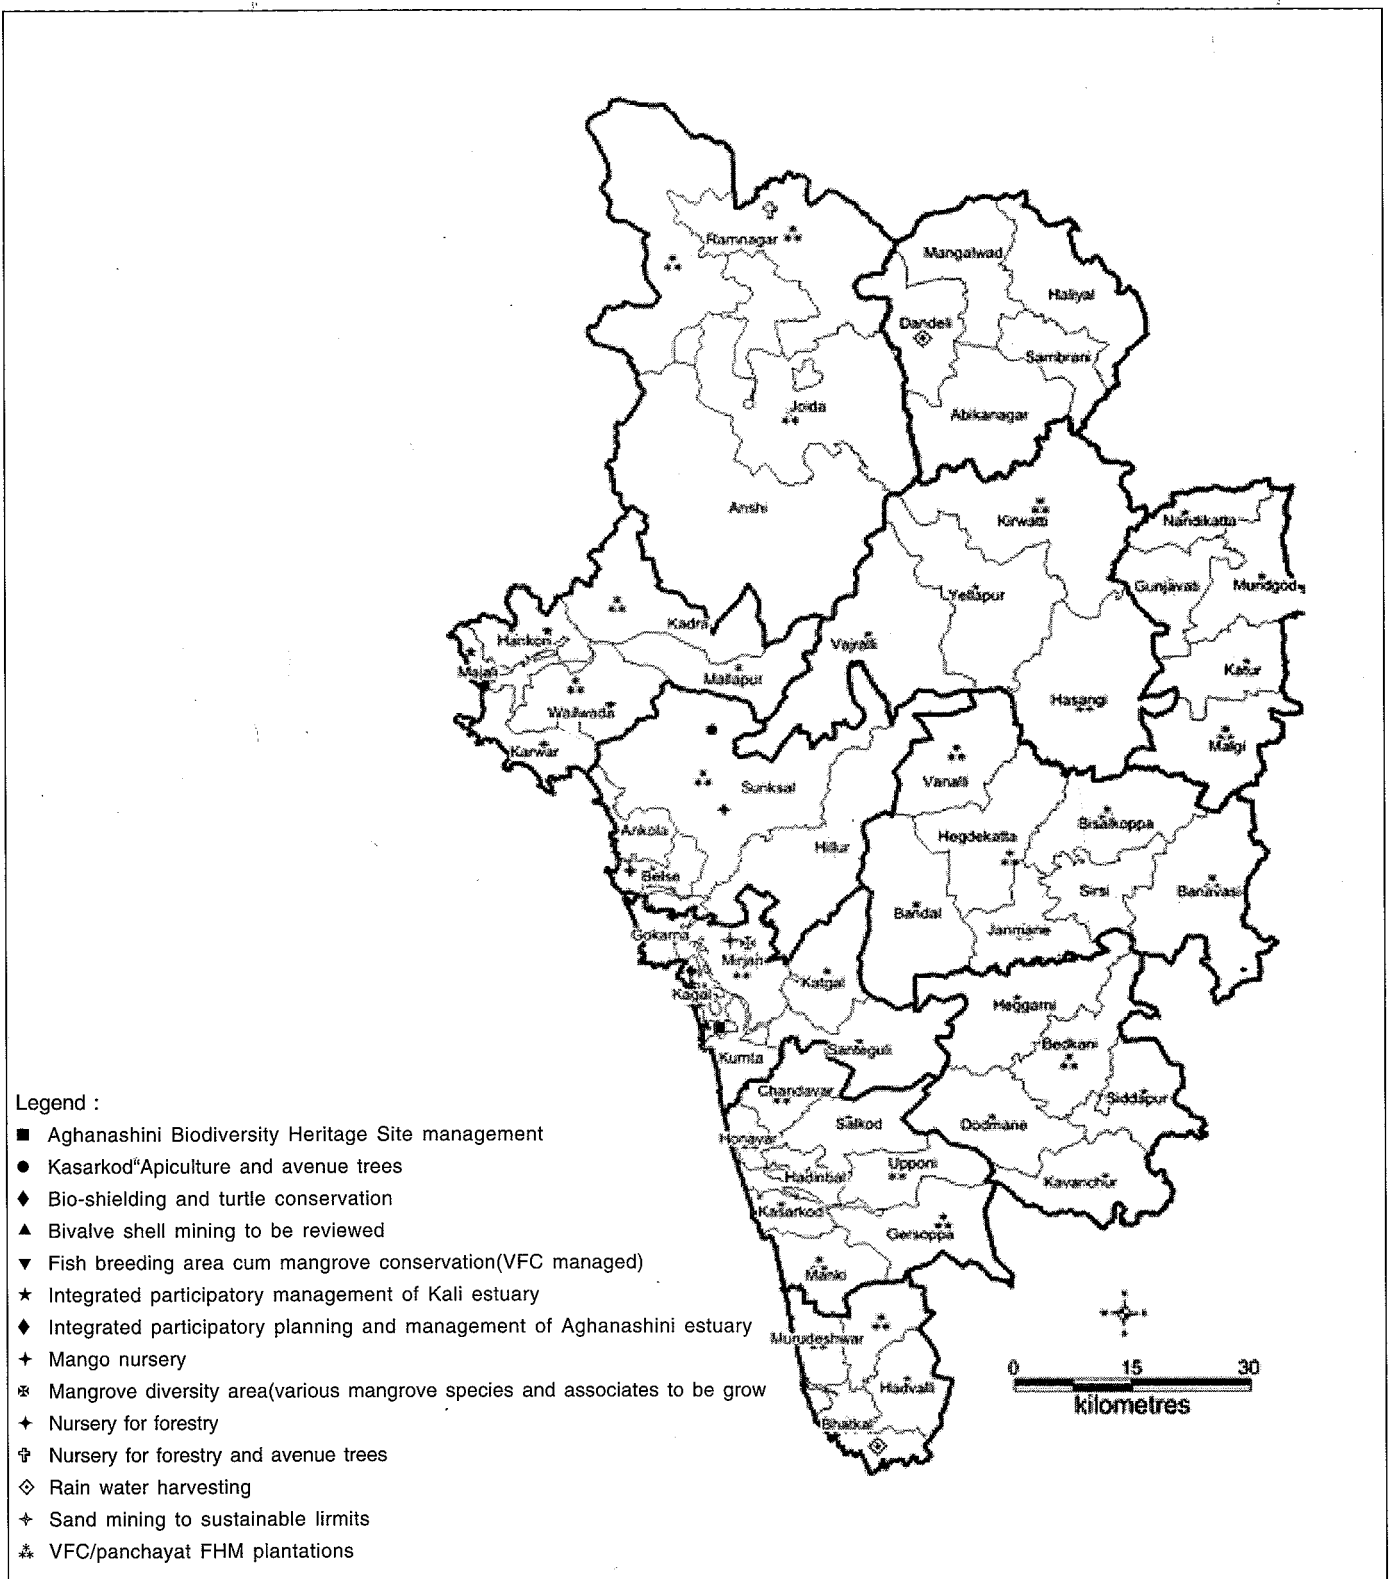 Ramnagar
Mangalwad
Haliyal
Dandeli
Sambrani
Joida
Abikanagar
Anshi
Kirwatti
Nandikatta
Yellapur
Gunjavati
Mundgod
Kadra
Hankon
Vajralli
Majali
Mallapur
Katur
Hasangi
Wailwada
Karwar
Malgi
Sunksal
Vanalli
Ankola
Hillur
Hegdekatta
Bisalkoppa
Belse
Sirsi
Banavasi
Bandal
Janmane
Gokarna
Mirjan
Katgal
Kagal
Heggarni
Kumta
Santeguli
Bedkani
Chandavar
Siddapur
Salkod
Dodmane
Honavar
Hadinbal
Upponi
Kavanchur
Kasarkod
Gersoppa
Manki
Murudeshwar
Hadvalli
Bhatkal
0 15 30
kilometres
Legend :
Aghanashini Biodiversity Heritage Site management
Kasarkod“Apiculture and avenue trees
Bio-shielding and turtle conservation
Bivalve shell mining to be reviewed
Fish breeding area cum mangrove conservation(VFC managed)
Integrated participatory management of Kali estuary
Integrated participatory planning and management of Aghanashini estuary
Mango nursery
Mangrove diversity area(various mangrove species and associates to be grow
Nursery for forestry
Nursery for forestry and avenue trees
Rain water harvesting
Sand mining to sustainable lirmits
VFC/panchayat FHM plantations